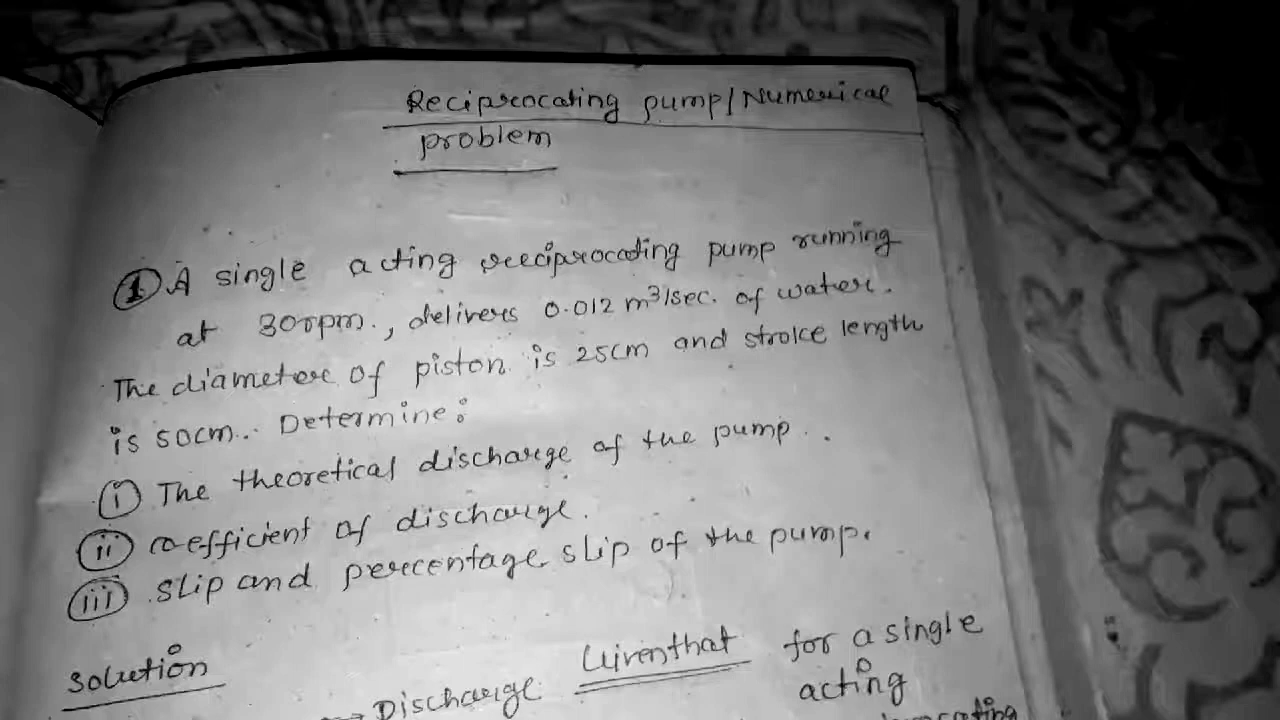 Reciprocating pump/Numerical
problem
① A single acting reciprocating pump running
at 30rpm., delivers 0.012 m³/sec. of water.
The diameter of piston is 25cm and stroke length
is 50cm. Determine:
(i) The theoretical discharge of the pump.
(ii) coefficient of discharge.
(iii) slip and percentage slip of the pump.
Solution
Giventhat for a single
Discharge acting